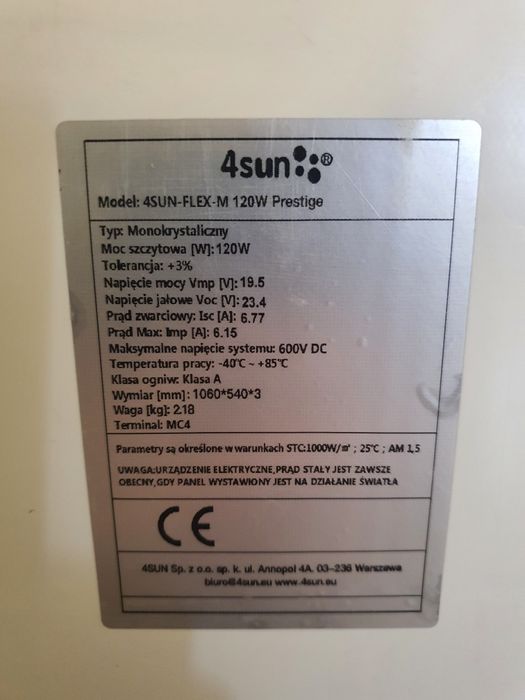 4sun®
Model: 4SUN-FLEX-M 120W Prestige
Typ: Monokrystaliczny
Moc szczytowa [W]: 120W
Tolerancja: +3%
Napięcie mocy Vmp [V]: 19.5
Napięcie jałowe Voc [V]: 23.4
Prąd zwarciowy: Isc [A]: 6.77
Prąd Max: Imp [A]: 6.15
Maksymalne napięcie systemu: 600V DC
Temperatura pracy: -40℃ ~ +85℃
Klasa ogniw: Klasa A
Wymiar [mm] : 1060*540*3
Waga [kg]: 2.18
Terminal: MC4
Parametry są określone w warunkach STC:1000W/㎡ ; 25℃ ; AM 1,5
UWAGA:URZĄDZENIE ELEKTRYCZNE,PRĄD STAŁY JEST ZAWSZE
OBECNY,GDY PANEL WYSTAWIONY JEST NA DZIAŁANIE ŚWIATŁA
CE
4SUN Sp. z o.o. sp. k. ul. Annopol 4A, 03-236 Warszawa
biuro@4sun.eu www.4sun.eu